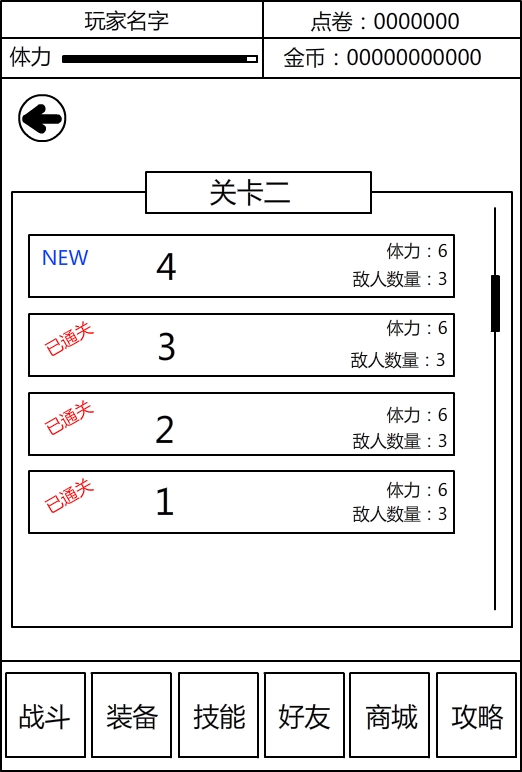 玩家名字
点卷：0000000
体力
金币：00000000000
关卡二
NEW
4
体力：6
敌人数量：3
已通关
3
体力：6
敌人数量：3
已通关
2
体力：6
敌人数量：3
已通关
1
体力：6
敌人数量：3
战斗
装备
技能
好友
商城
攻略